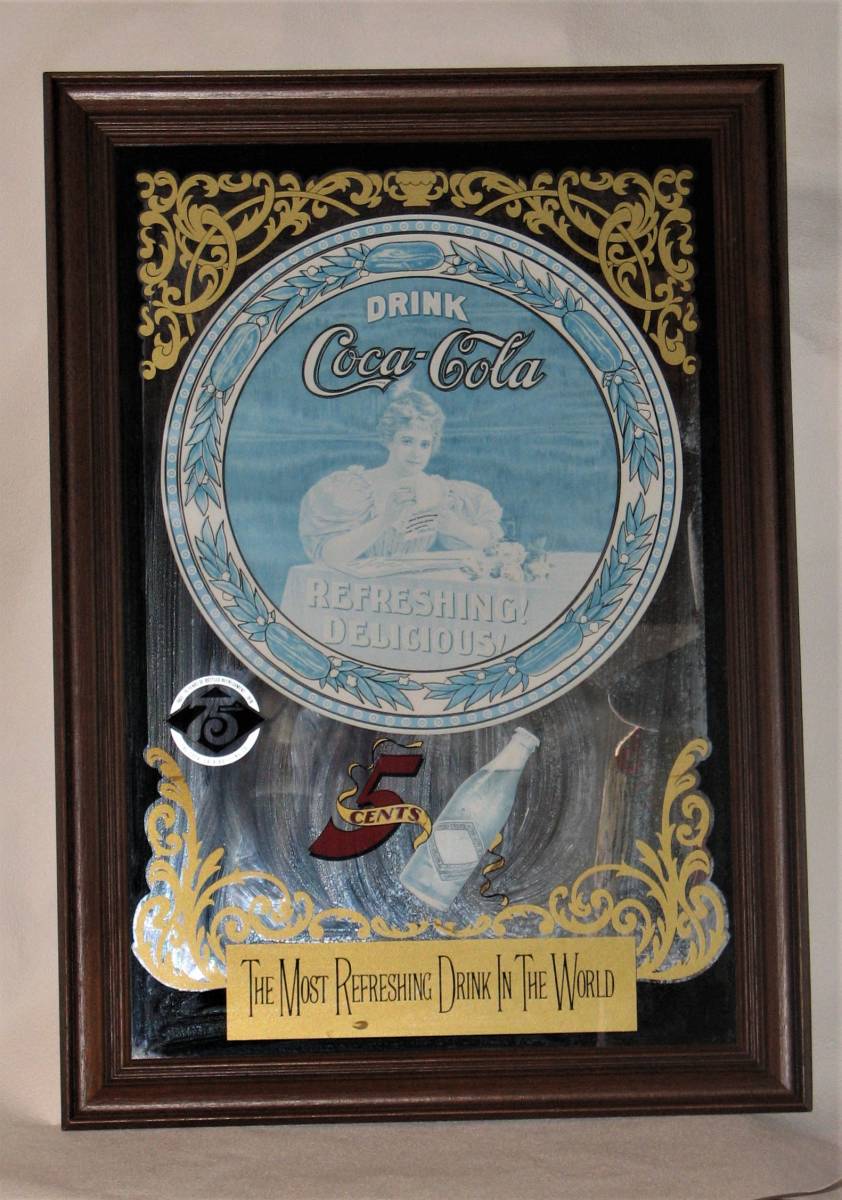 DRINK
Coca-Cola
REFRESHING!
DELICIOUS!
75
5
CENTS
THE MOST REFRESHING DRINK IN THE WORLD